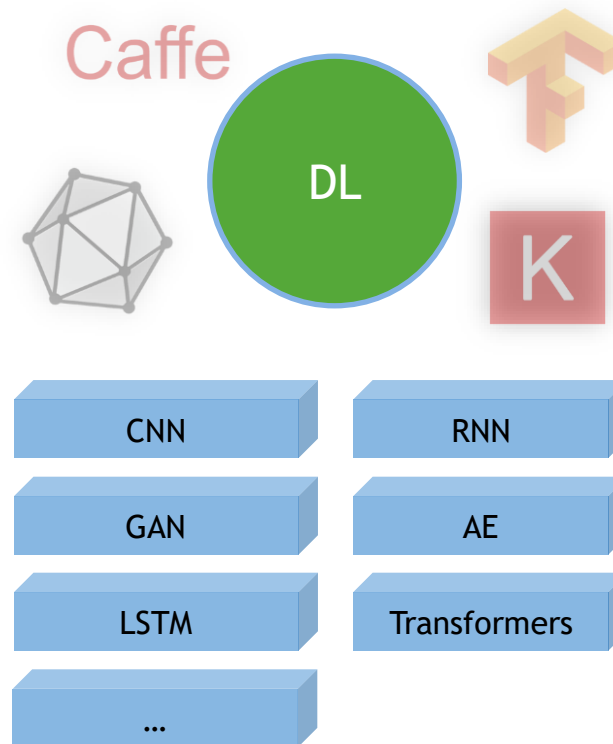 Caffe
DL
K
CNN
RNN
GAN
AE
LSTM
Transformers
…